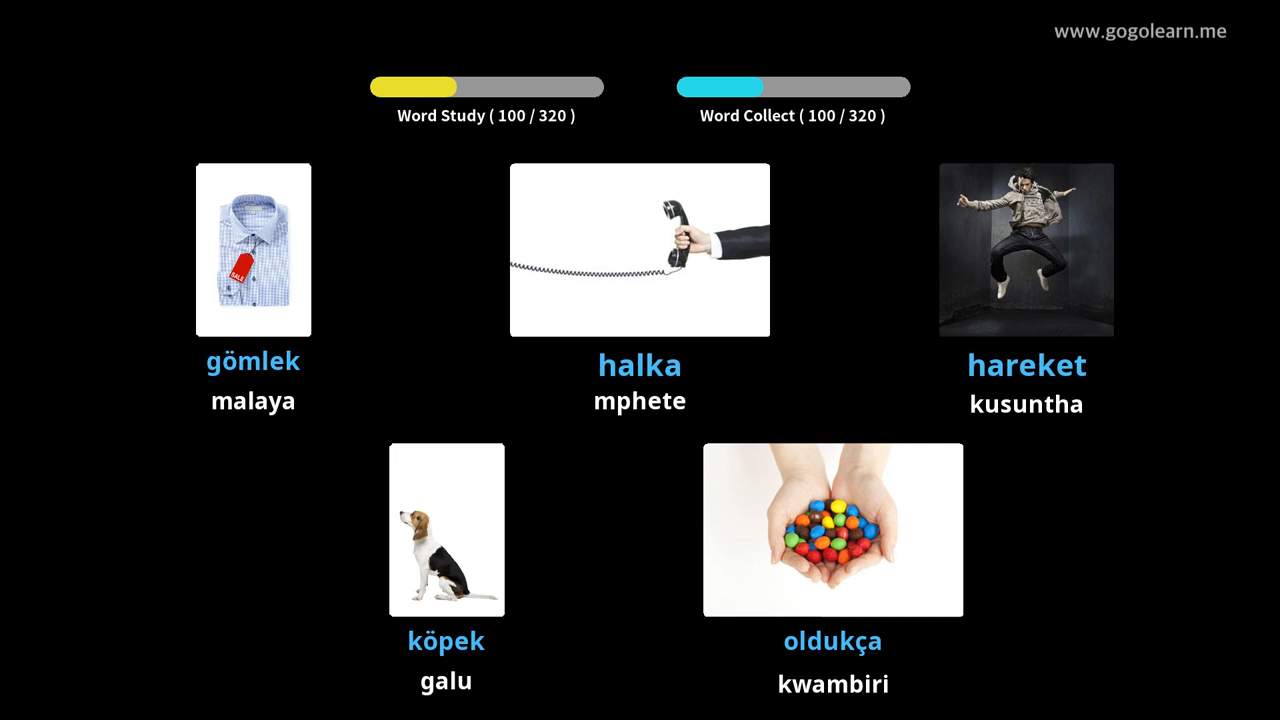 www.gogolearn.me
Word Study ( 100 / 320 )
Word Collect ( 100 / 320 )
SALE
gömlek
malaya
halka
mphete
hareket
kusuntha
köpek
galu
oldukça
kwambiri